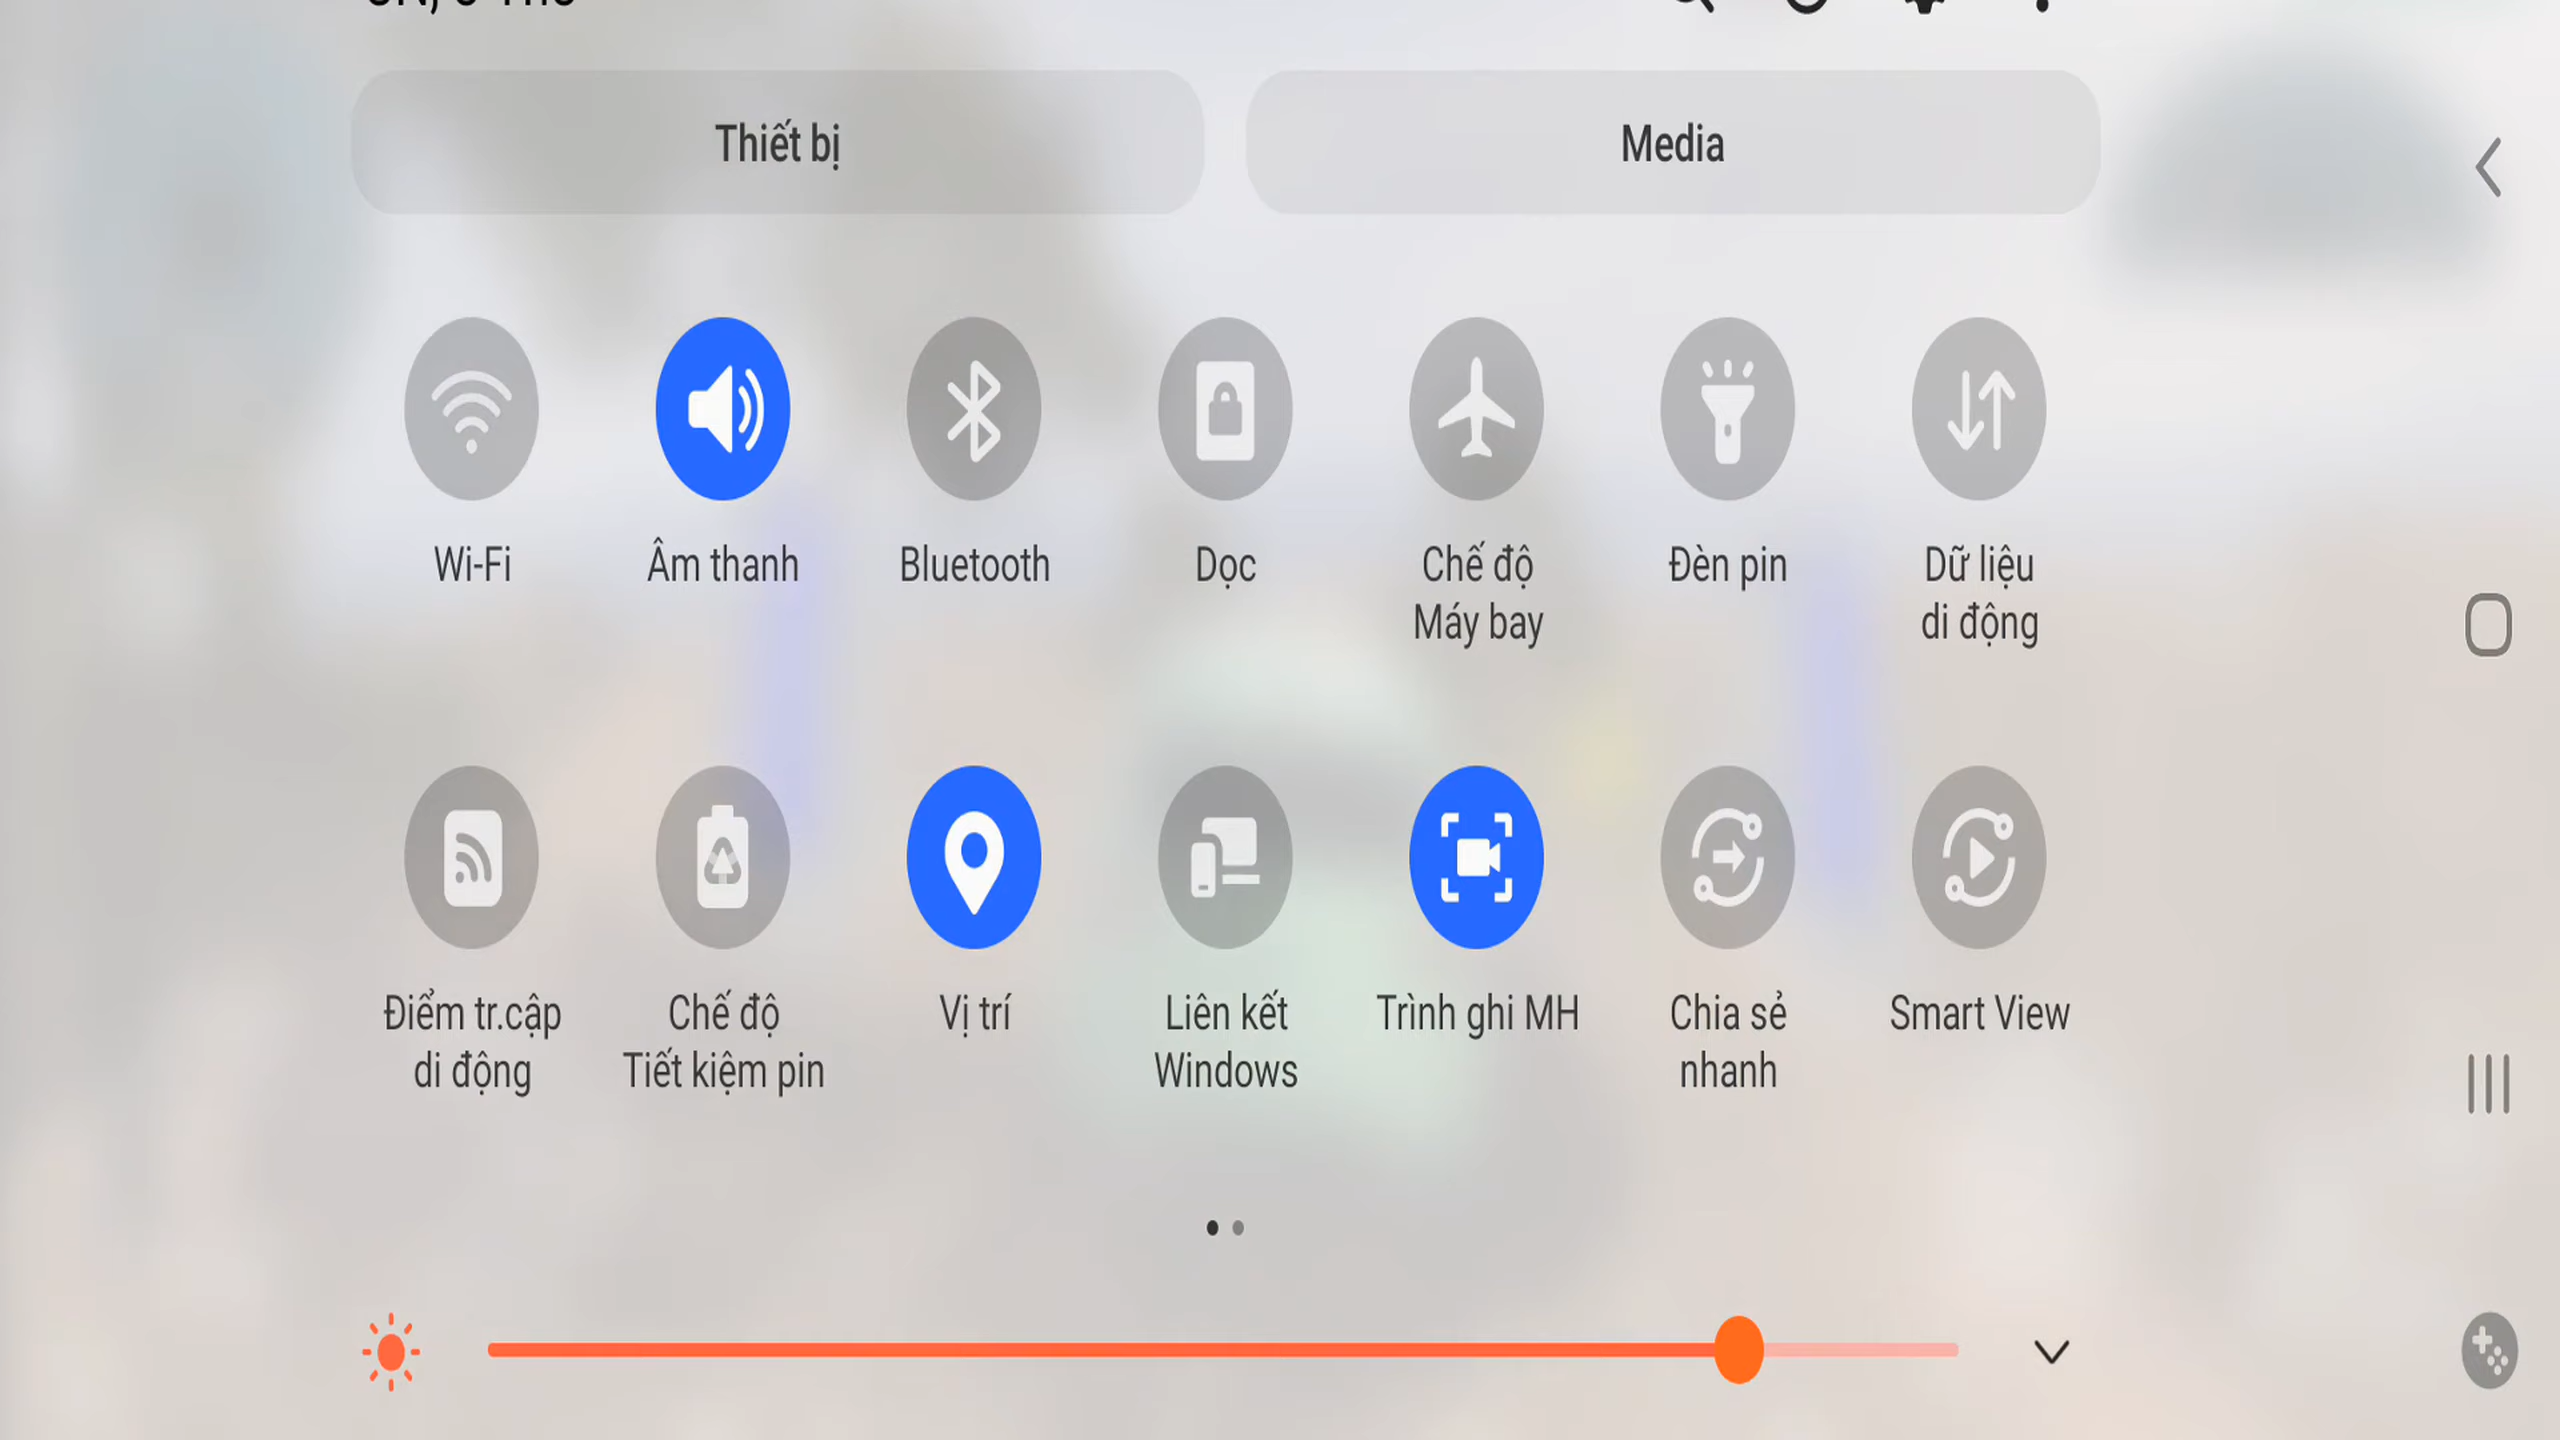 Thiết bị
Media
Wi-Fi
Âm thanh
Bluetooth
Dọc
Chế độ
Máy bay
Đèn pin
Dữ liệu
di động
Điểm tr.cập
di động
Chế độ
Tiết kiệm pin
Vị trí
Liên kết
Windows
Trình ghi MH
Chia sẻ
nhanh
Smart View